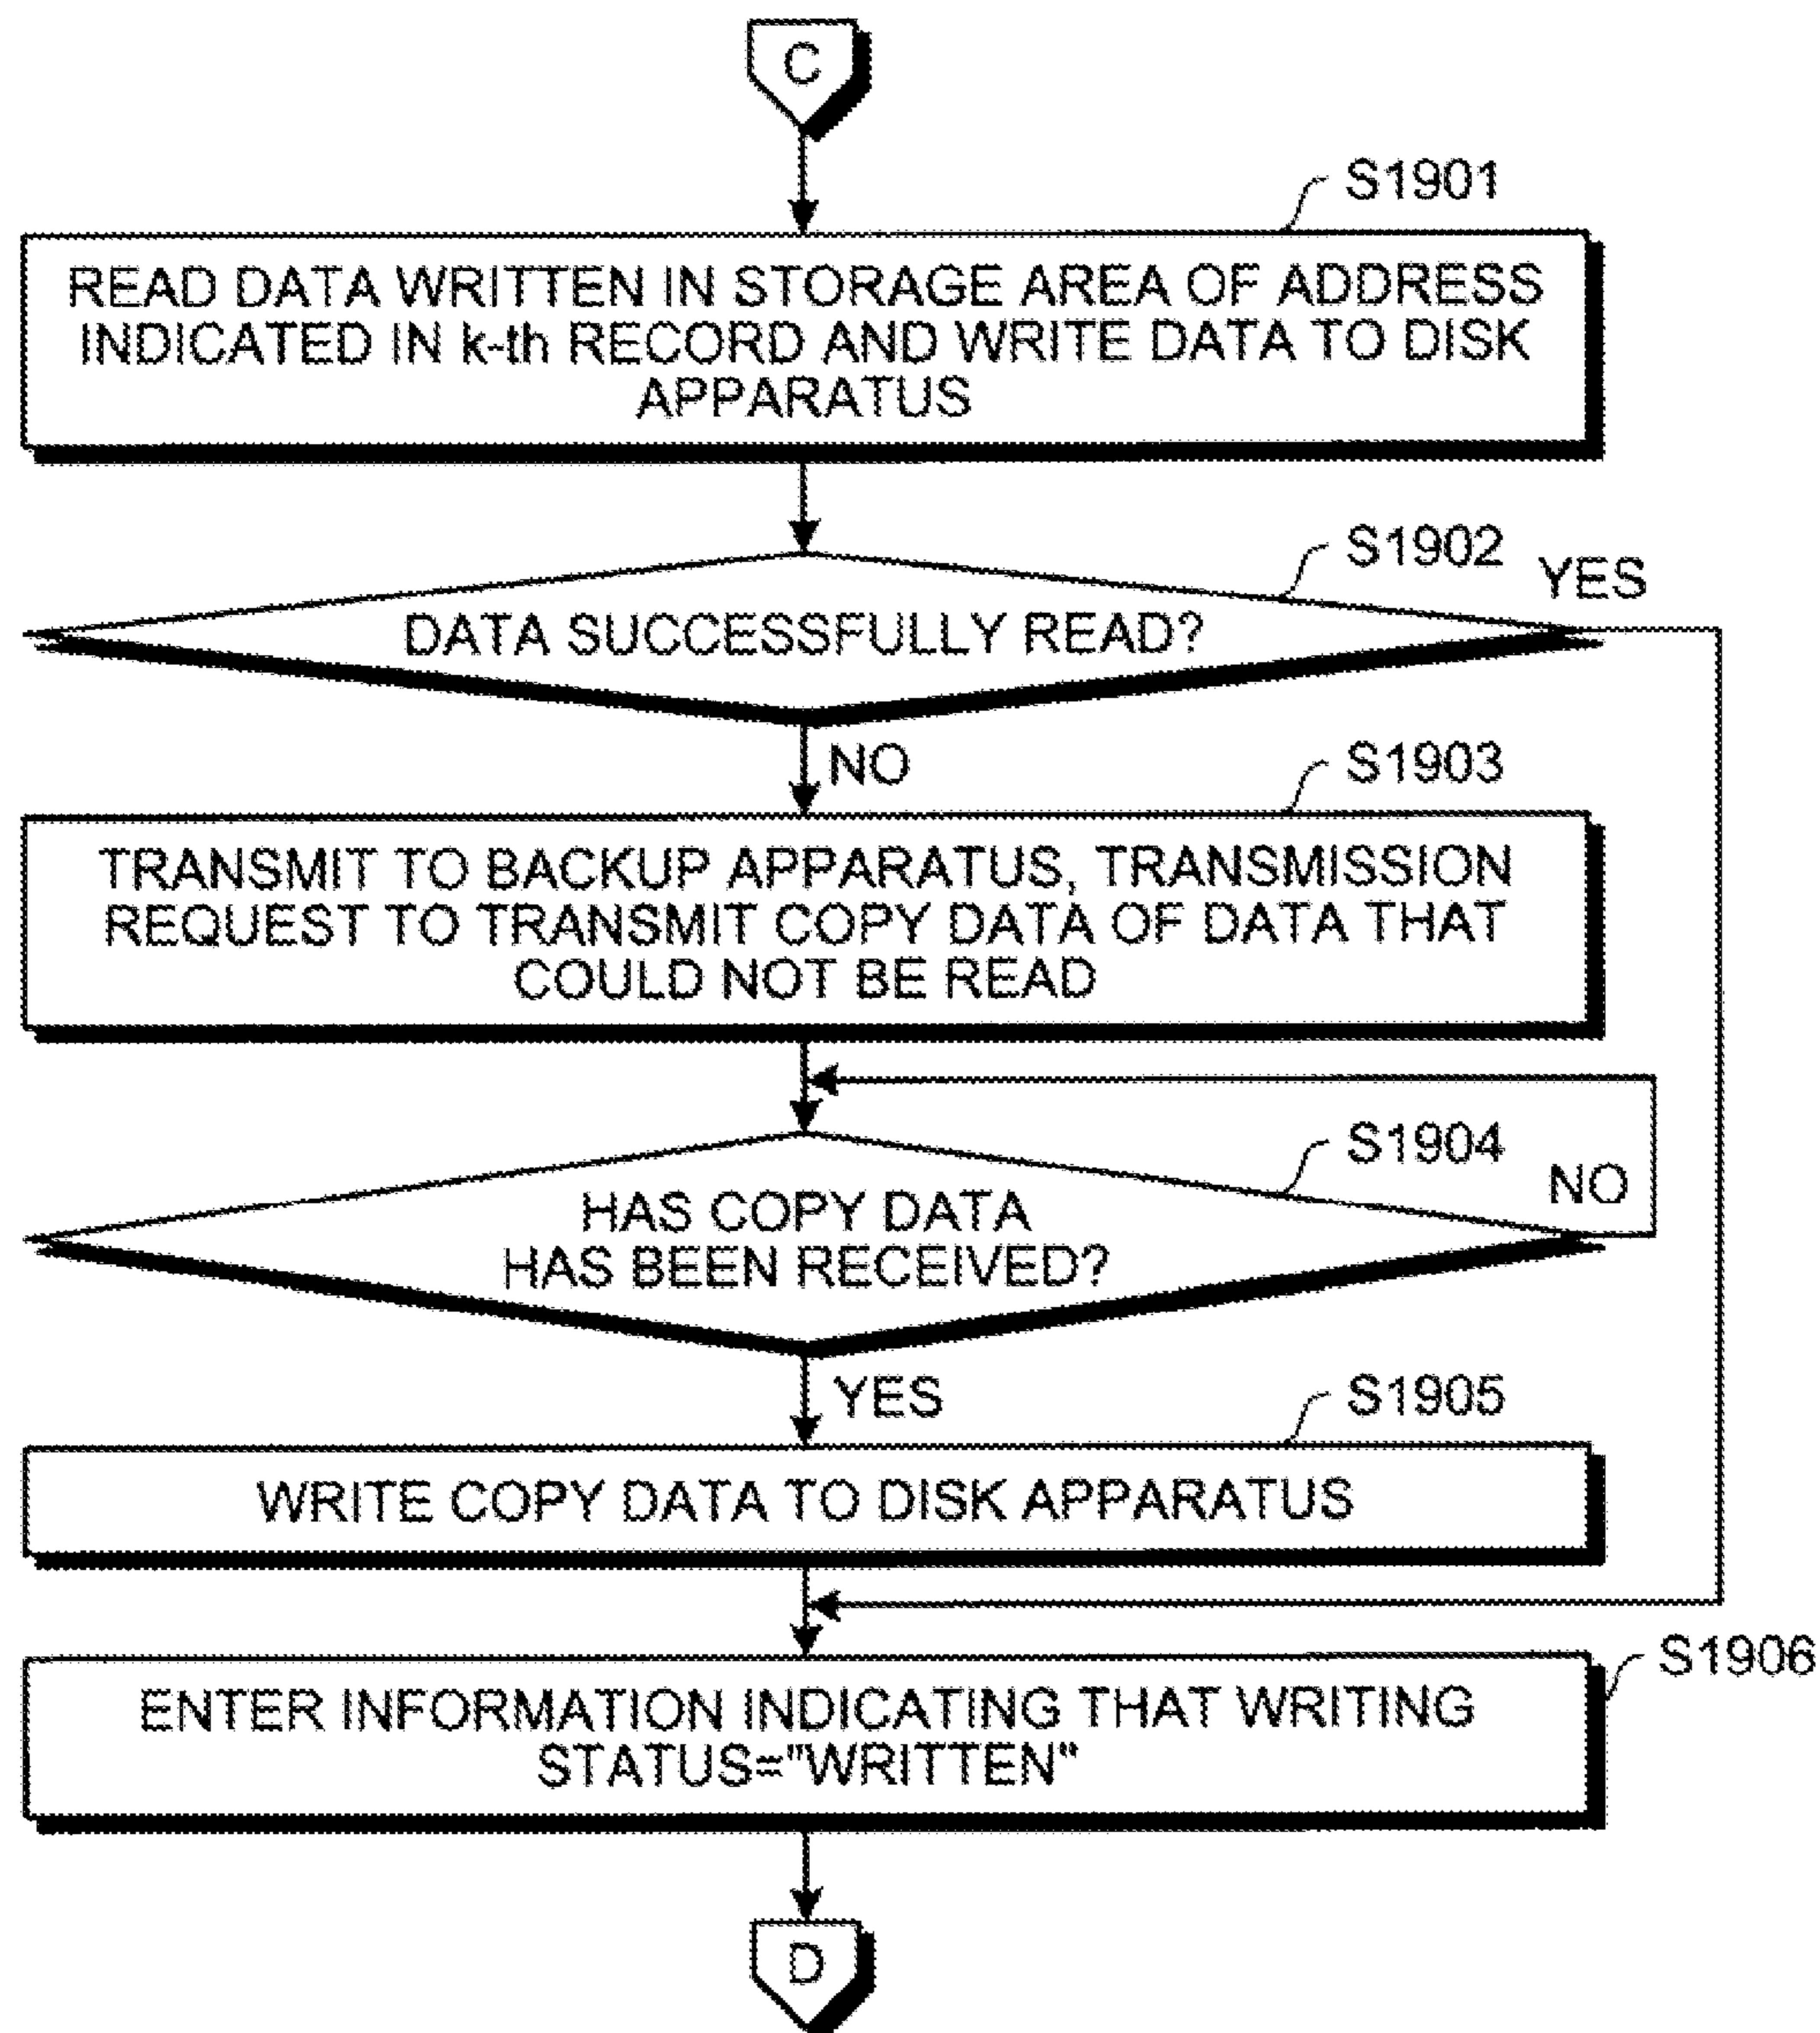 C
S1901
READ DATA WRITTEN IN STORAGE AREA OF ADDRESS
INDICATED IN k-th RECORD AND WRITE DATA TO DISK
APPARATUS
S1902
YES
DATA SUCCESSFULLY READ?
NO
S1903
TRANSMIT TO BACKUP APPARATUS, TRANSMISSION
REQUEST TO TRANSMIT COPY DATA OF DATA THAT
COULD NOT BE READ
S1904
NO
HAS COPY DATA
HAS BEEN RECEIVED?
YES
S1905
WRITE COPY DATA TO DISK APPARATUS
S1906
ENTER INFORMATION INDICATING THAT WRITING
STATUS="WRITTEN"
D